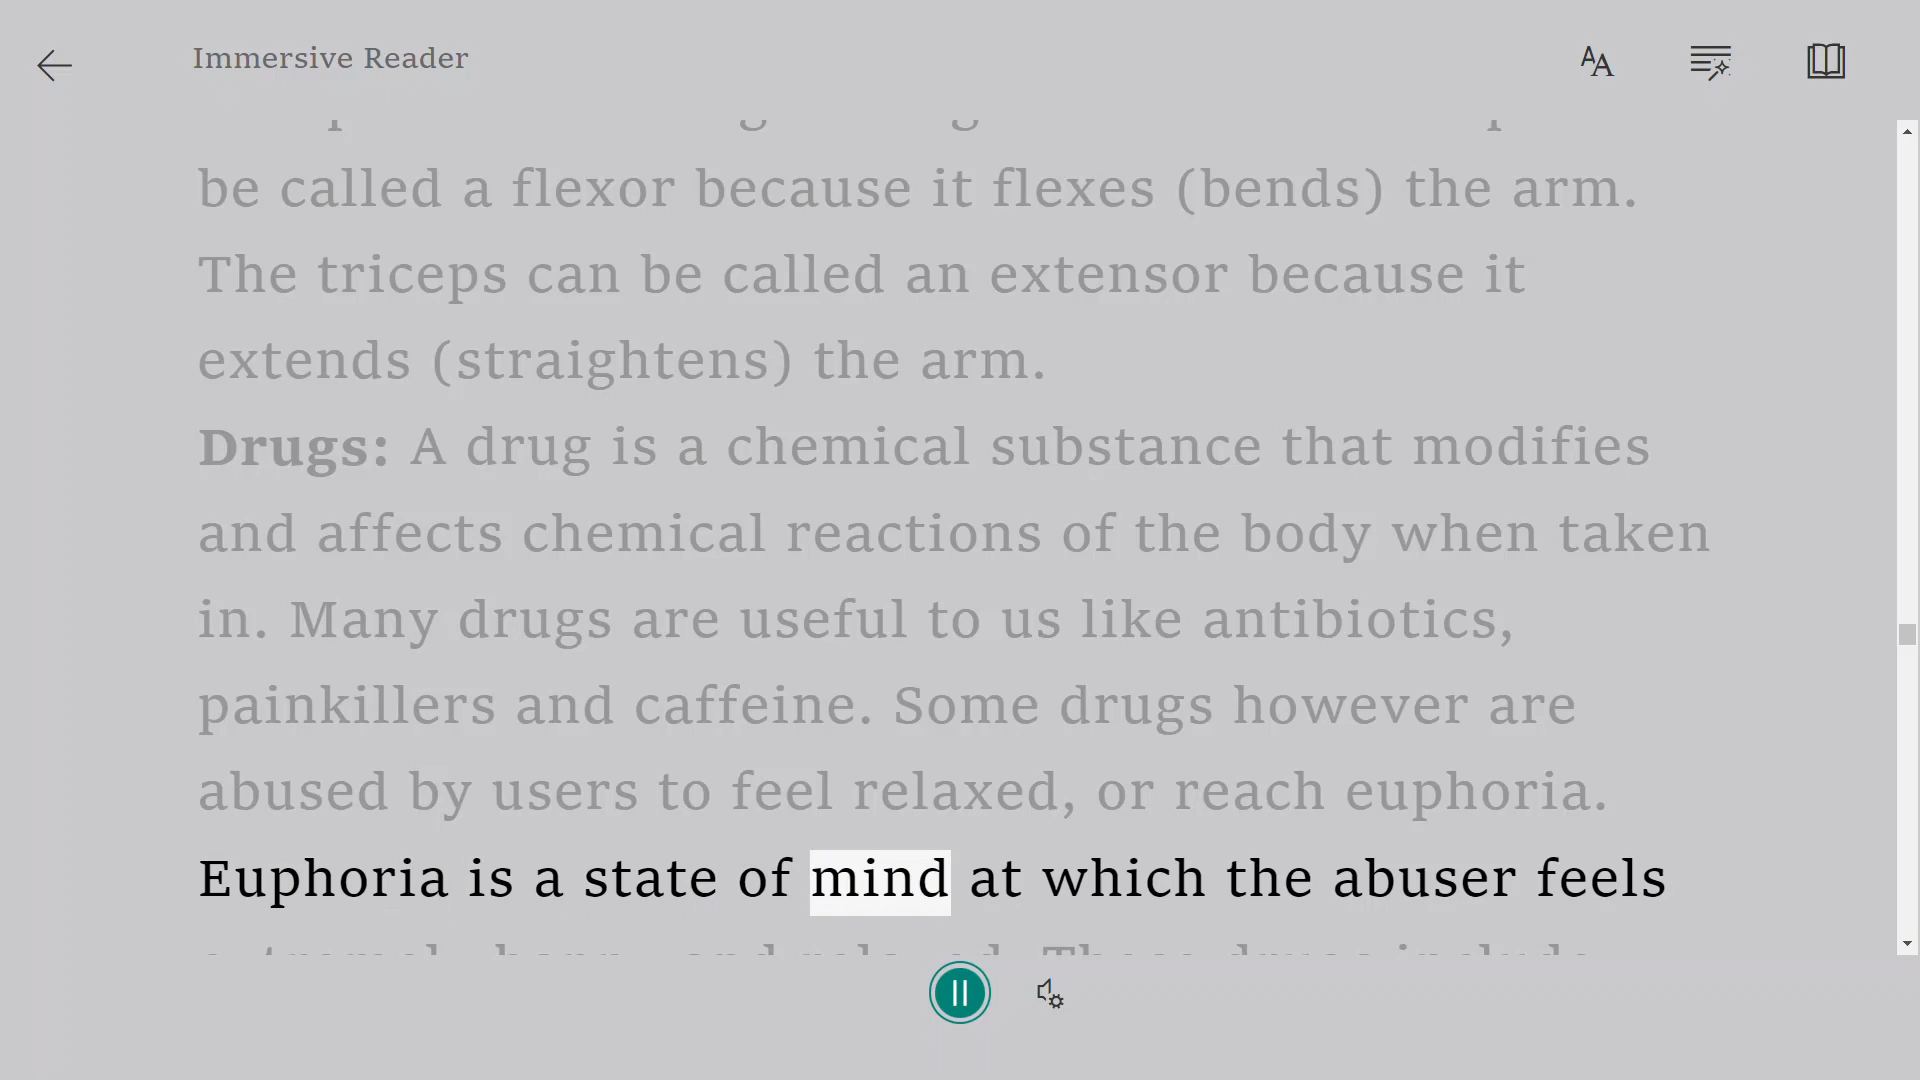 Immersive Reader
be called a flexor because it flexes (bends) the arm.
The triceps can be called an extensor because it
extends (straightens) the arm.
Drugs: A drug is a chemical substance that modifies
and affects chemical reactions of the body when taken
in. Many drugs are useful to us like antibiotics,
painkillers and caffeine. Some drugs however are
abused by users to feel relaxed, or reach euphoria.
Euphoria is a state of mind at which the abuser feels